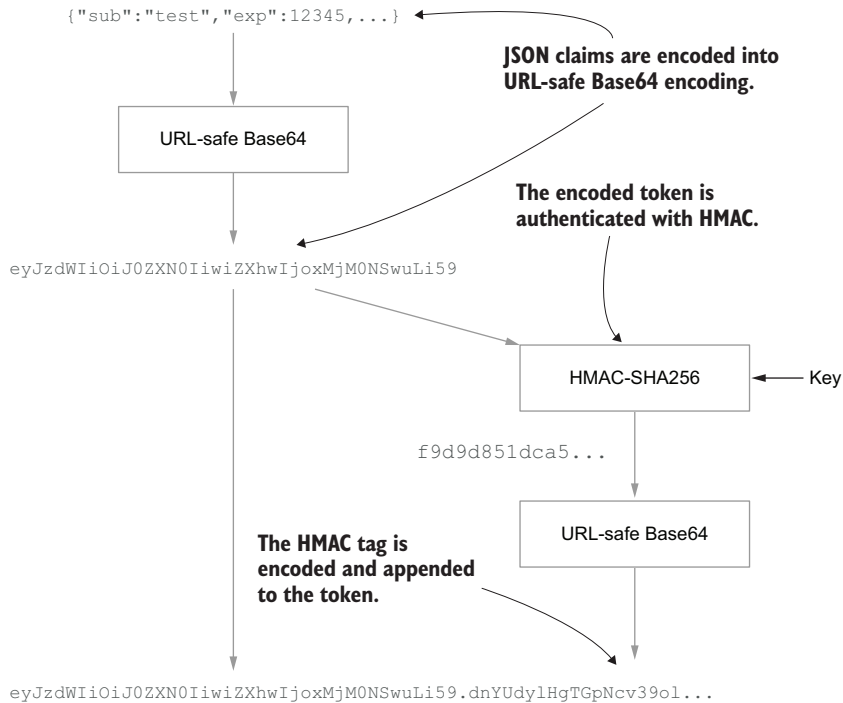 {"sub":"test","exp":12345,...}
JSON claims are encoded into
URL-safe Base64 encoding.
URL-safe Base64
The encoded token is
authenticated with HMAC.
eyJzdWIiOiJ0ZXN0IiwiZXhwIjoxMjM0NSwuLi59
HMAC-SHA256
Key
f9d9d851dca5...
URL-safe Base64
The HMAC tag is
encoded and appended
to the token.
eyJzdWIiOiJ0ZXN0IiwiZXhwIjoxMjM0NSwuLi59.dnYUdylHgTGpNcv39ol...